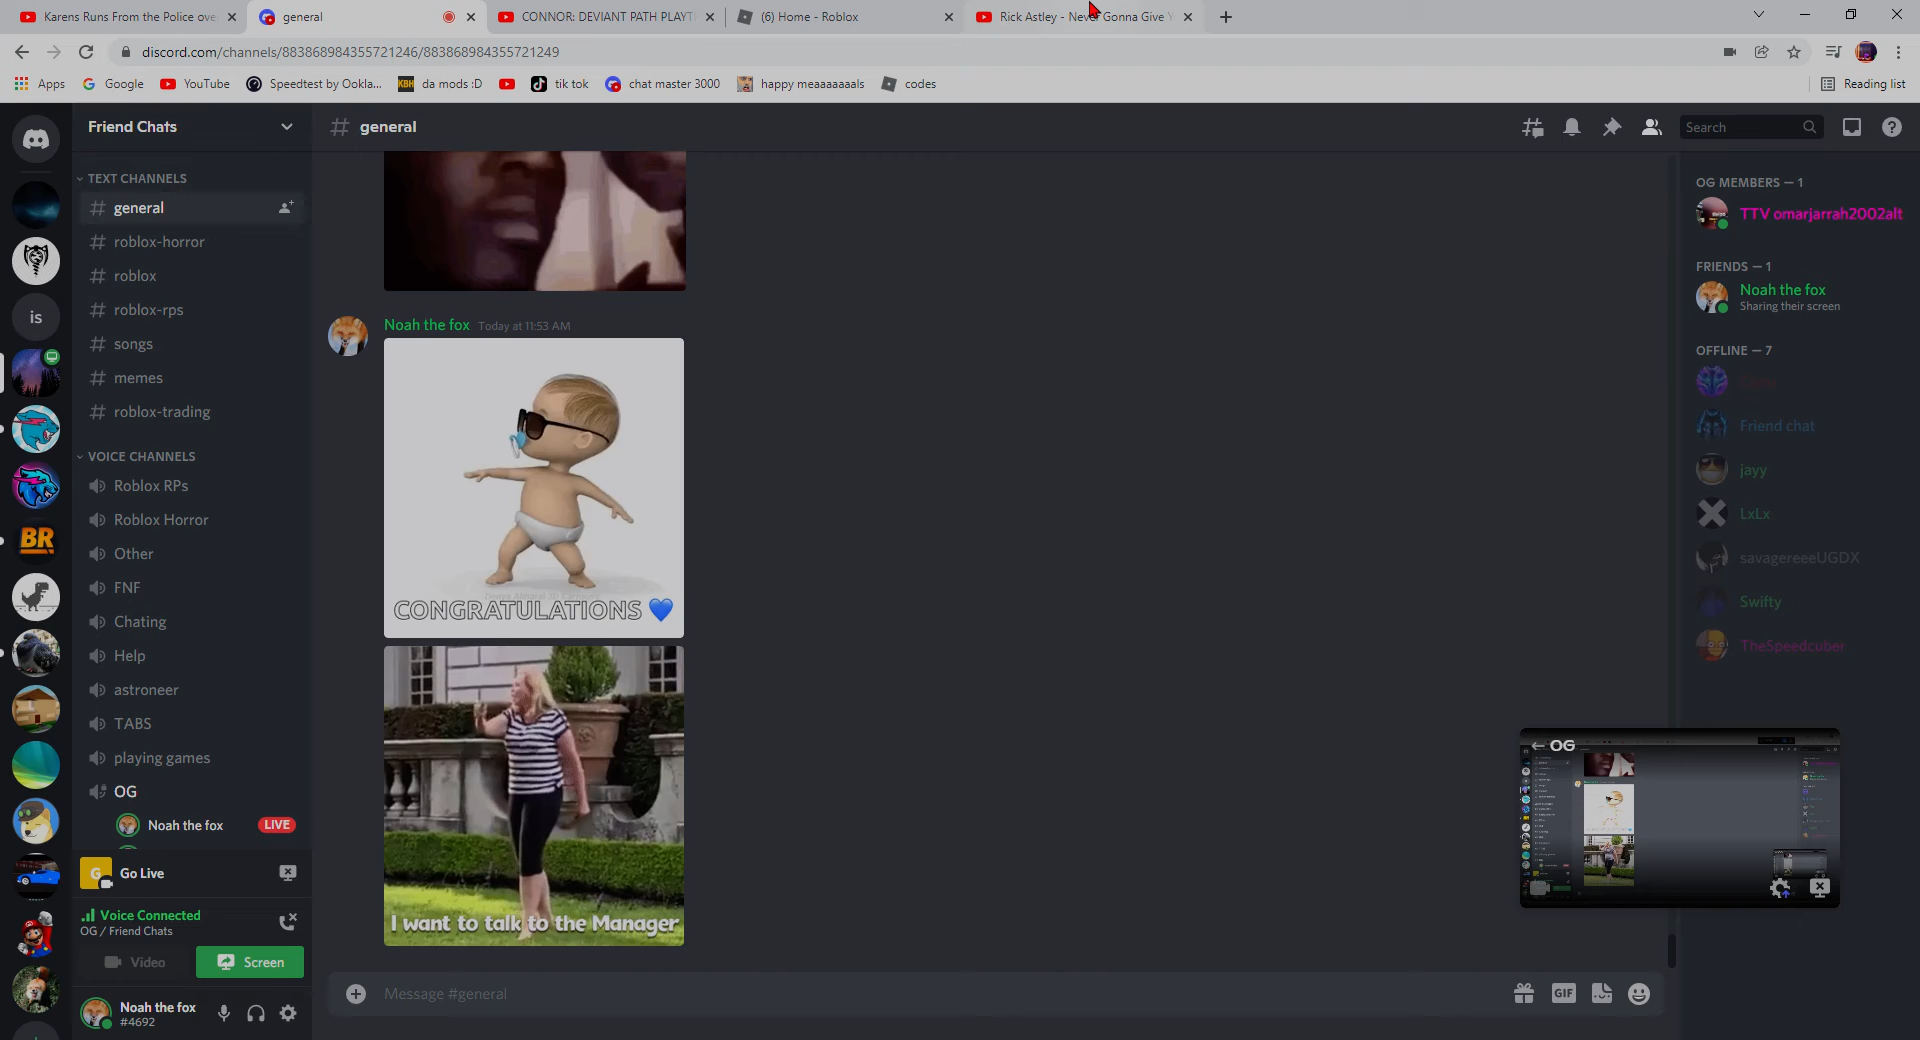 Karens Runs From the Police ove
general
CONNOR: DEVIANT PATH PLAYT
(6) Home - Roblox
Rick Astley - Never Gonna Give Y
discord.com/channels/883868984355721246/883868984355721249
Apps
Google
YouTube
Speedtest by Ookla...
KBH
da mods :D
tik tok
chat master 3000
happy meaaaaaaals
codes
Reading list
Friend Chats
general
Search
TEXT CHANNELS
general
roblox-horror
roblox
roblox-rps
songs
memes
roblox-trading
VOICE CHANNELS
Roblox RPs
Roblox Horror
Other
FNF
Chating
Help
astroneer
TABS
playing games
OG
Noah the fox
LIVE
is
BR
G
Go Live
Voice Connected
OG / Friend Chats
Video
Screen
Noah the fox
#4692
Noah the fox Today at 11:53 AM
CONGRATULATIONS 💙
I want to talk to the Manager
Message #general
GIF
OG MEMBERS — 1
TTV omarjarrah2002alt
FRIENDS — 1
Noah the fox
Sharing their screen
OFFLINE — 7
Friend chat
jayy
LxLx
savagereeeUGDX
Swifty
TheSpeedcuber
OG